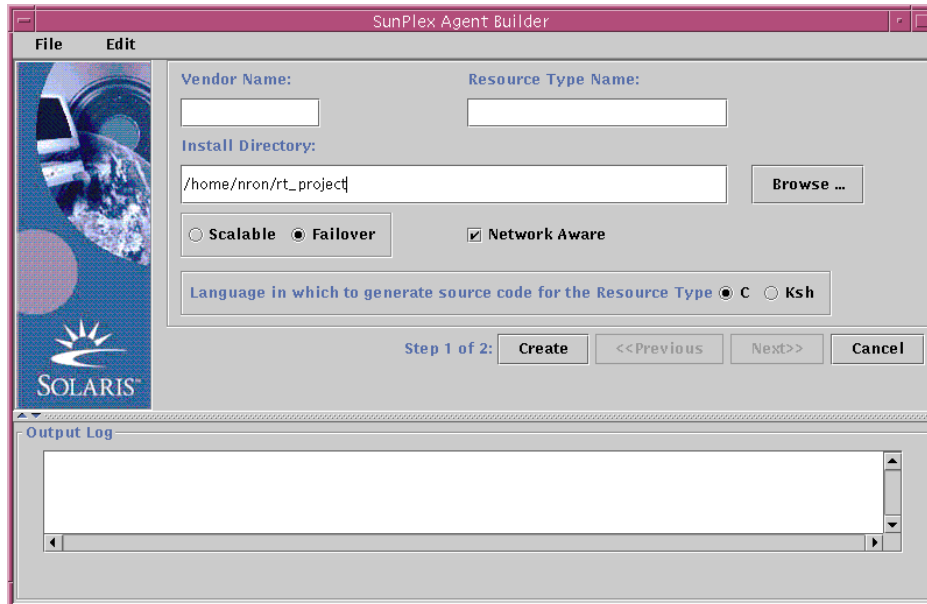 SunPlex Agent Builder
File Edit
Vendor Name: Resource Type Name:
Install Directory:
/home/nron/rt_project
Browse ...
Scalable Failover Network Aware
Language in which to generate source code for the Resource Type C Ksh
Step 1 of 2: Create <<Previous Next>> Cancel
SOLARIS™
Output Log